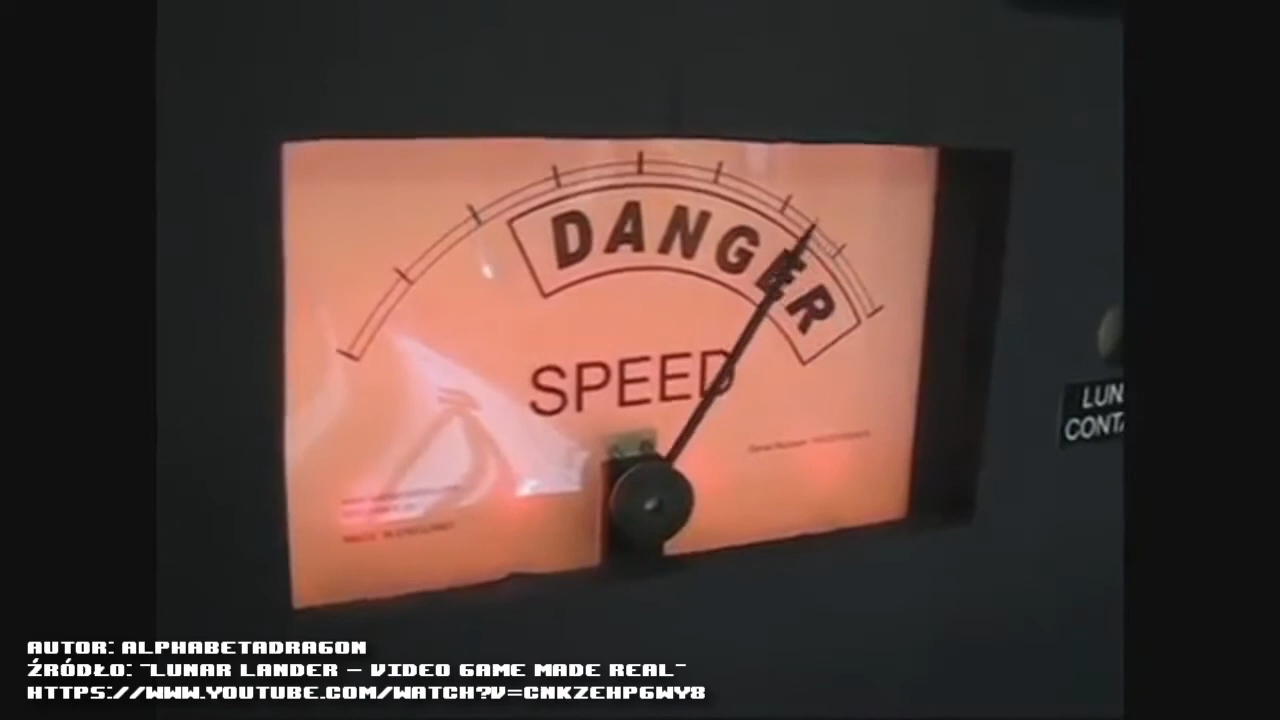 DANGER
SPEED
LUN
CONT
AUTOR: ALPHABETADRAGON
ŹRÓDŁO: "LUNAR LANDER - VIDEO GAME MADE REAL"
HTTPS://WWW.YOUTUBE.COM/WATCH?V=CNKZEHP6WY8